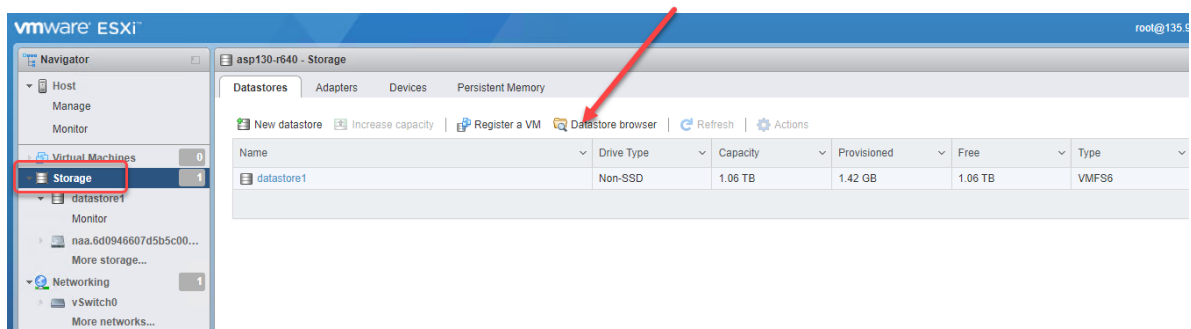 vmware ESXi™
root@135.9
Navigator
Host
Manage
Monitor
Virtual Machines 0
Storage 1
datastore1
Monitor
naa.6d0946607d5b5c00...
More storage...
Networking 1
vSwitch0
More networks...
asp130-r640 - Storage
Datastores Adapters Devices Persistent Memory
New datastore Increase capacity Register a VM Datastore browser Refresh Actions
Name Drive Type Capacity Provisioned Free Type
datastore1 Non-SSD 1.06 TB 1.42 GB 1.06 TB VMFS6